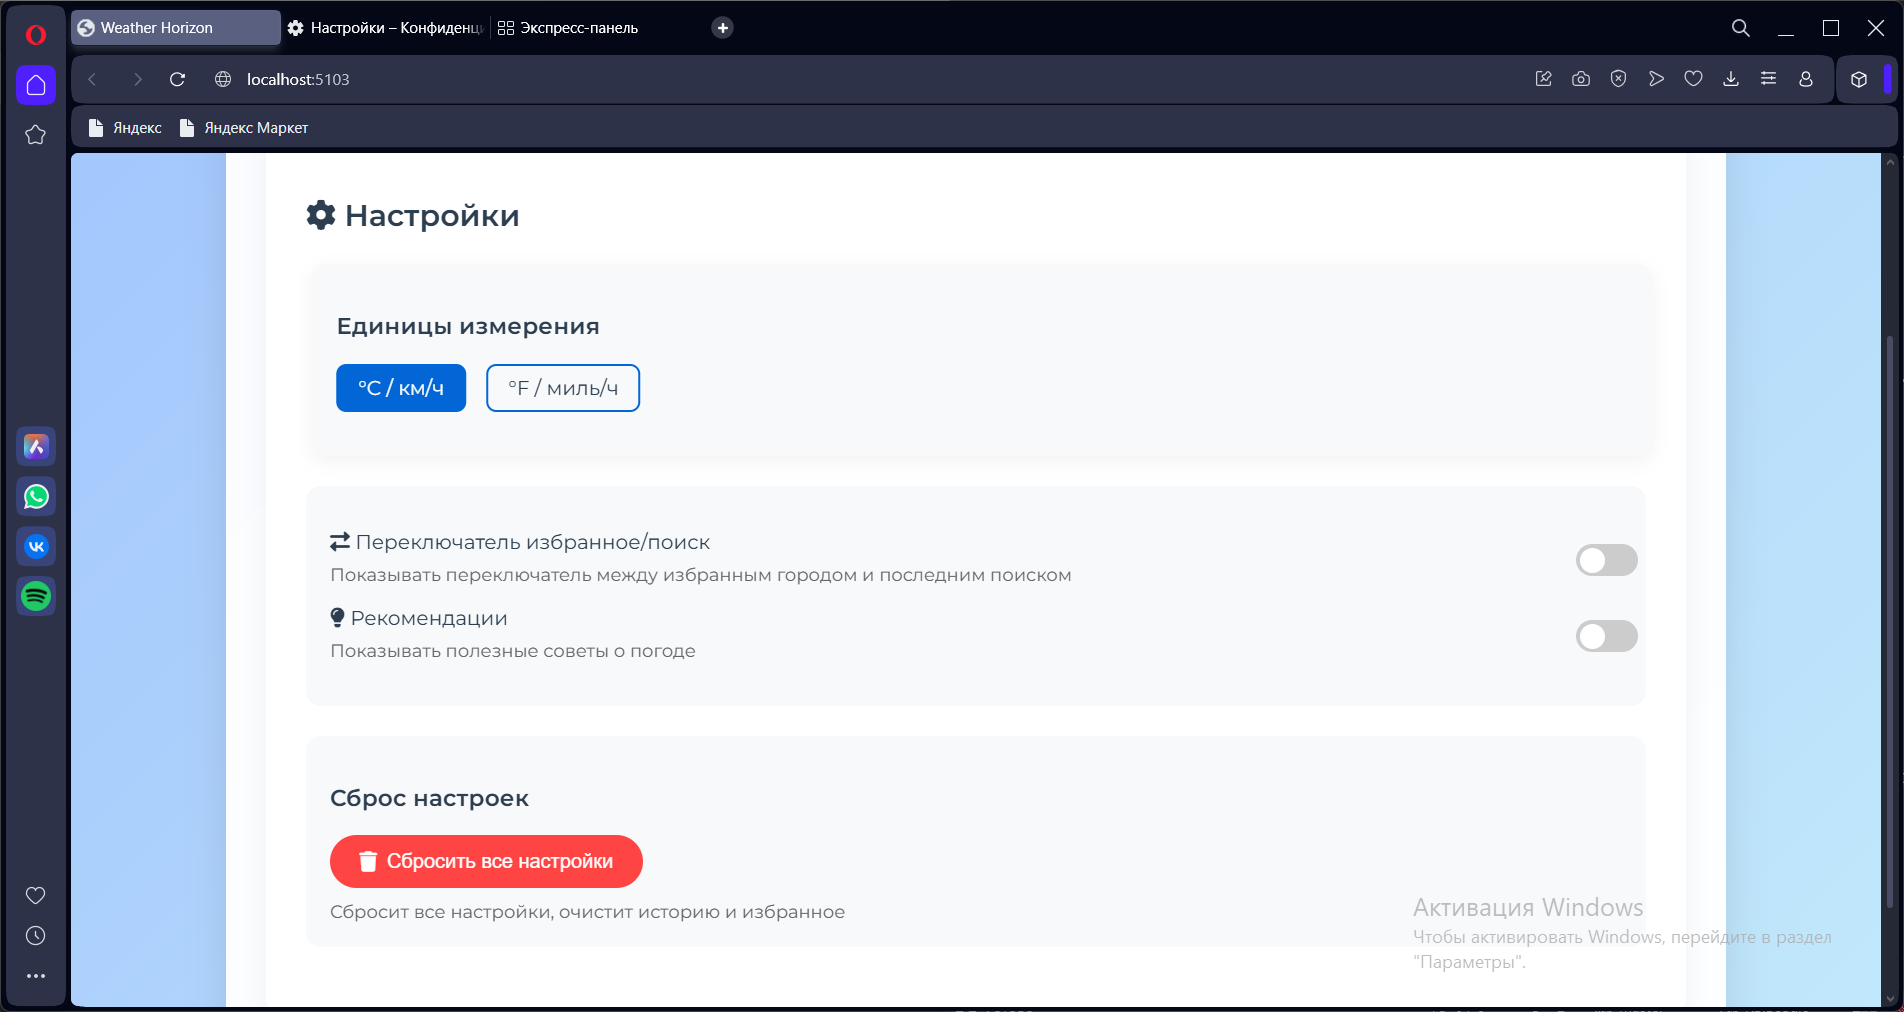 Weather Horizon
Настройки – Конфиденц
Экспресс-панель
localhost:5103
Яндекс
Яндекс Маркет
Настройки
Единицы измерения
°C / км/ч
°F / миль/ч
Переключатель избранное/поиск
Показывать переключатель между избранным городом и последним поиском
Рекомендации
Показывать полезные советы о погоде
Сброс настроек
Сбросить все настройки
Сбросит все настройки, очистит историю и избранное
Активация Windows
Чтобы активировать Windows, перейдите в раздел
"Параметры".